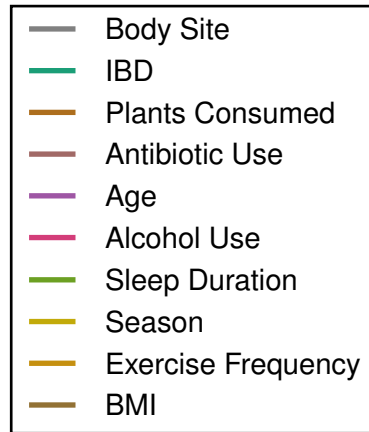 Body Site
IBD
Plants Consumed
Antibiotic Use
Age
Alcohol Use
Sleep Duration
Season
Exercise Frequency
BMI